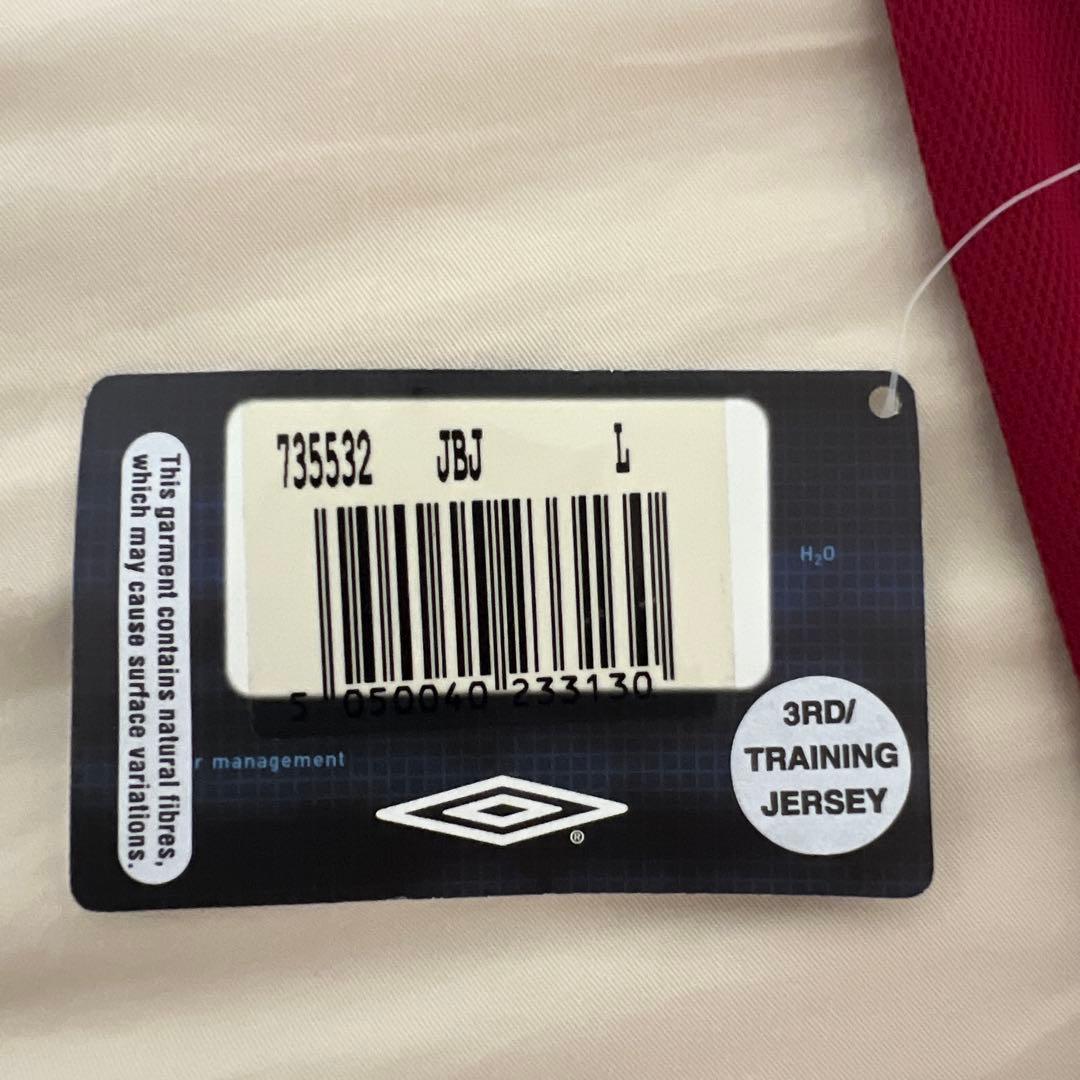 735532 JBJ L
5 050040 233130
H₂O
r management
®
3RD/
TRAINING
JERSEY
This garment contains natural fibres,
which may cause surface variations.